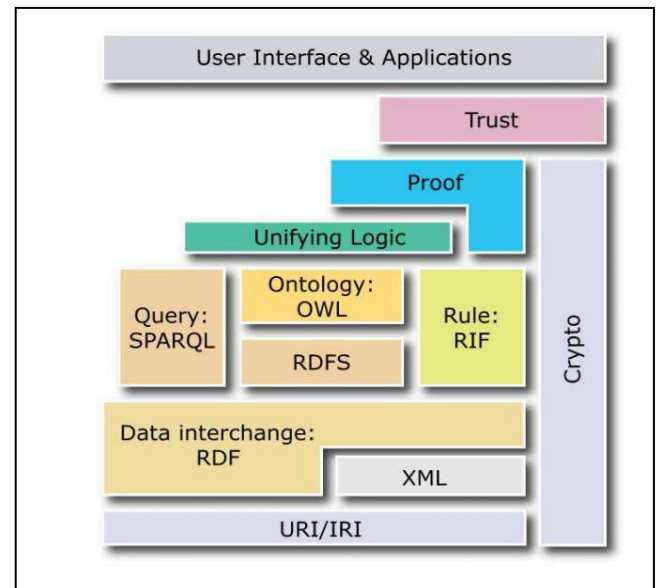 User Interface & Applications
Trust
Proof
Unifying Logic
Query:
SPARQL
Ontology:
OWL
RDFS
Rule:
RIF
Crypto
Data interchange:
RDF
XML
URI/IRI